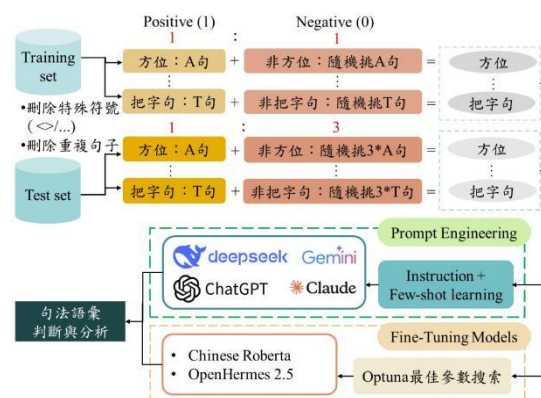 Positive (1) : Negative (0)
1 1
Training set
方位：A句 + 非方位：隨機挑A句 = 方位
⋮ ⋮ ⋮
把字句：T句 + 非把字句：隨機挑T句 = 把字句
•刪除特殊符號
(<>/...)
•刪除重複句子
1 : 3
方位：A句 + 非方位：隨機挑3*A句 = 方位
⋮ ⋮ ⋮
Test set
把字句：T句 + 非把字句：隨機挑3*T句 = 把字句
Prompt Engineering
deepseek Gemini
ChatGPT Claude
Instruction +
Few-shot learning
句法語彙
判斷與分析
Fine-Tuning Models
• Chinese Roberta
• OpenHermes 2.5
Optuna最佳參數搜索